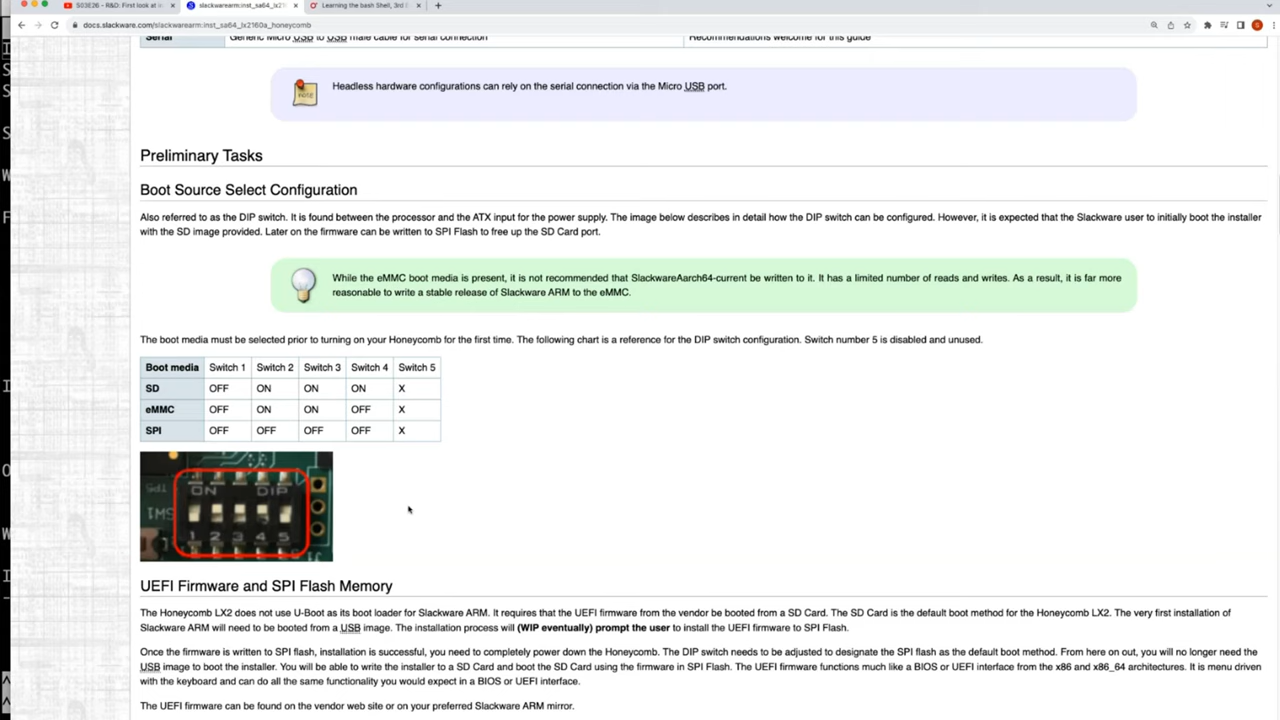 S03E26 - R&D: First look at
slackwarearm:inst_sa64_lx2160
Learning the bash Shell, 3rd
docs.slackware.com/slackwarearm:inst_sa64_lx2160a_honeycomb
Serial Generic Micro USB to USB male cable for serial connection Recommendations welcome for this guide
Headless hardware configurations can rely on the serial connection via the Micro USB port.
Preliminary Tasks
Boot Source Select Configuration
Also referred to as the DIP switch. It is found between the processor and the ATX input for the power supply. The image below describes in detail how the DIP switch can be configured. However, it is expected that the Slackware user to initially boot the installer
with the SD image provided. Later on the firmware can be written to SPI Flash to free up the SD Card port.
While the eMMC boot media is present, it is not recommended that SlackwareAarch64-current be written to it. It has a limited number of reads and writes. As a result, it is far more
reasonable to write a stable release of Slackware ARM to the eMMC.
The boot media must be selected prior to turning on your Honeycomb for the first time. The following chart is a reference for the DIP switch configuration. Switch number 5 is disabled and unused.
Boot media Switch 1 Switch 2 Switch 3 Switch 4 Switch 5
SD OFF ON ON ON X
eMMC OFF ON ON OFF X
SPI OFF OFF OFF OFF X
ON DIP
1 2 3 4 5
UEFI Firmware and SPI Flash Memory
The Honeycomb LX2 does not use U-Boot as its boot loader for Slackware ARM. It requires that the UEFI firmware from the vendor be booted from a SD Card. The SD Card is the default boot method for the Honeycomb LX2. The very first installation of
Slackware ARM will need to be booted from a USB image. The installation process will (WIP eventually) prompt the user to install the UEFI firmware to SPI Flash.
Once the firmware is written to SPI flash, installation is successful, you need to completely power down the Honeycomb. The DIP switch needs to be adjusted to designate the SPI flash as the default boot method. From here on out, you will no longer need the
USB image to boot the installer. You will be able to write the installer to a SD Card and boot the SD Card using the firmware in SPI Flash. The UEFI firmware functions much like a BIOS or UEFI interface from the x86 and x86_64 architectures. It is menu driven
with the keyboard and can do all the same functionality you would expect in a BIOS or UEFI interface.
The UEFI firmware can be found on the vendor web site or on your preferred Slackware ARM mirror.